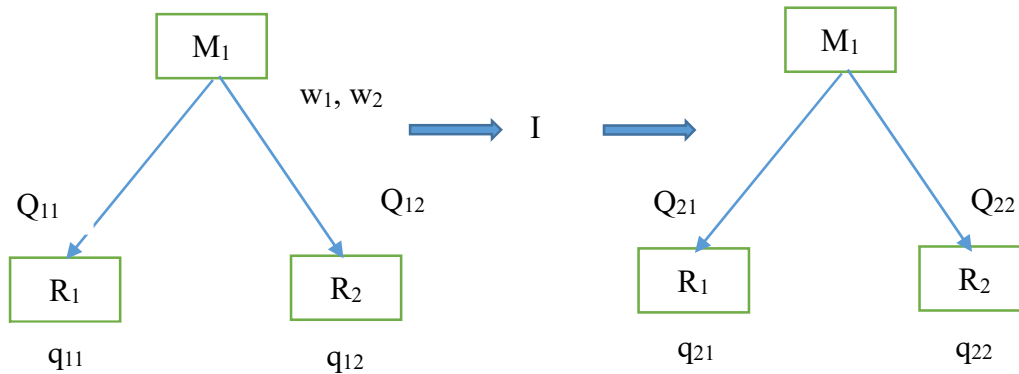 M₁
w₁, w₂
Q₁₁
Q₁₂
R₁
R₂
q₁₁
q₁₂
I
M₁
Q₂₁
Q₂₂
R₁
R₂
q₂₁
q₂₂